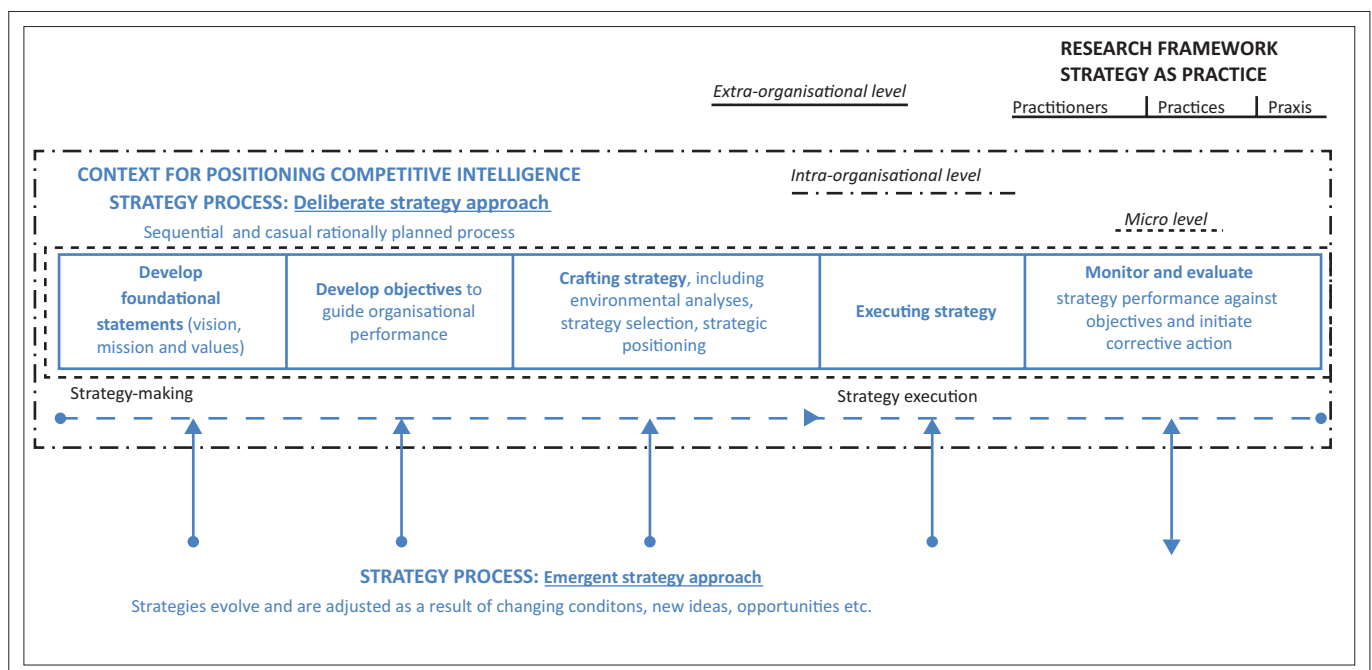 RESEARCH FRAMEWORK
STRATEGY AS PRACTICE
Extra-organisational level
Practitioners
Practices
Praxis
CONTEXT FOR POSITIONING COMPETITIVE INTELLIGENCE
STRATEGY PROCESS: Deliberate strategy approach
Sequential and casual rationally planned process
Intra-organisational level
Micro level
Develop
foundational
statements (vision,
mission and values)
Develop objectives to
guide organisational
performance
Crafting strategy, including
environmental analyses,
strategy selection, strategic
positioning
Executing strategy
Monitor and evaluate
strategy performance against
objectives and initiate
corrective action
Strategy-making
Strategy execution
STRATEGY PROCESS: Emergent strategy approach
Strategies evolve and are adjusted as a result of changing conditons, new ideas, opportunities etc.